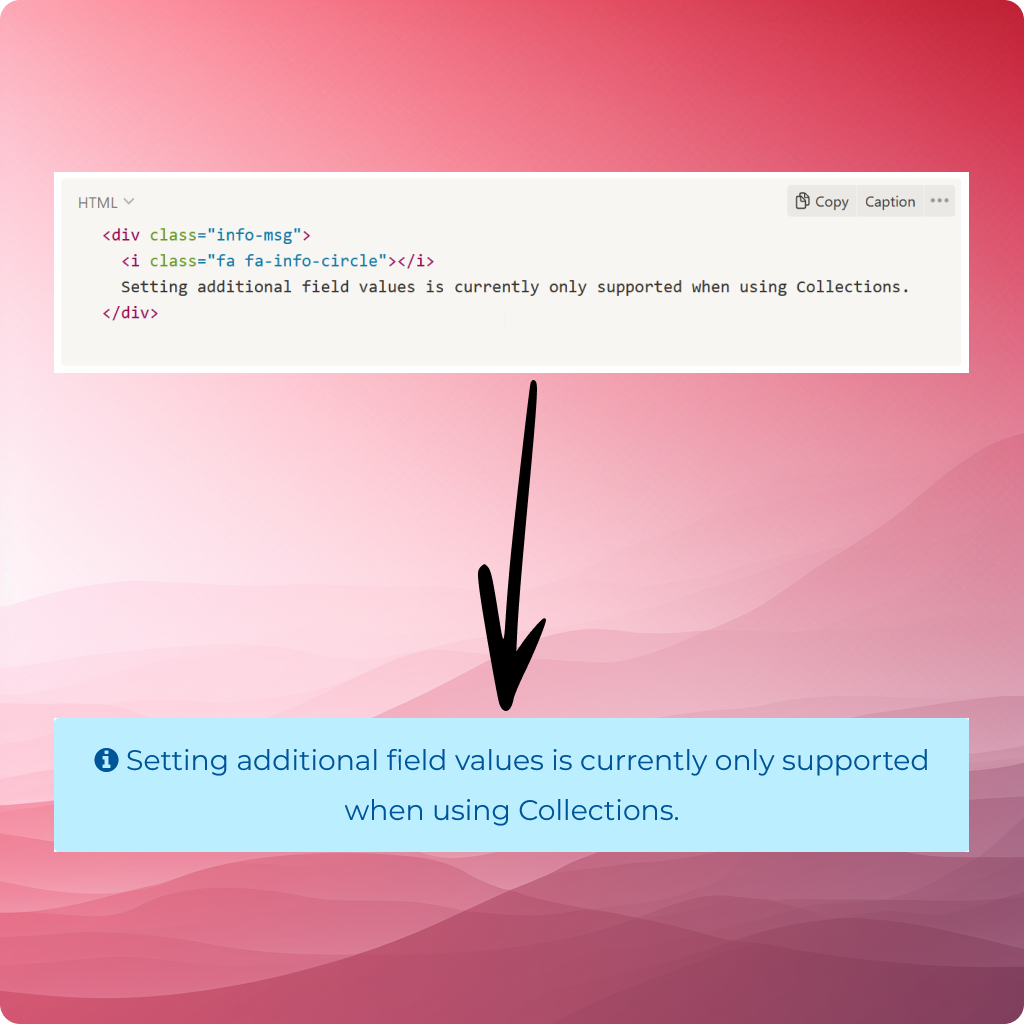 HTML
Copy
Caption
<div class="info-msg">
  <i class="fa fa-info-circle"></i>
  Setting additional field values is currently only supported when using Collections.
</div>
Setting additional field values is currently only supported
when using Collections.